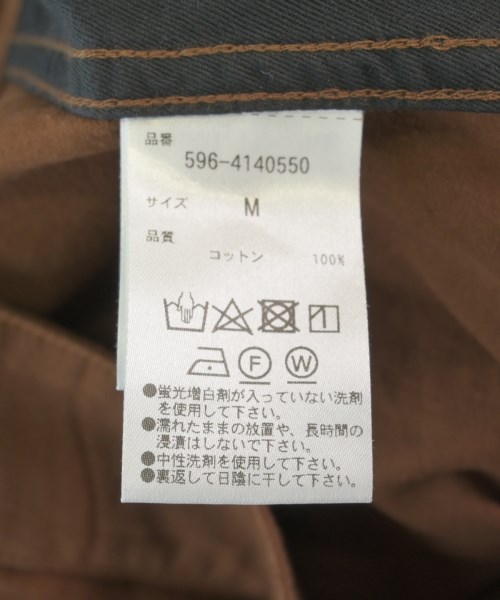 品番
596-4140550
サイズ M
品質
コットン 100%
F W
●蛍光増白剤が入っていない洗剤
を使用して下さい。
●濡れたままの放置や、長時間の
浸漬はしないで下さい。
●中性洗剤を使用して下さい。
●裏返して日陰に干して下さい。